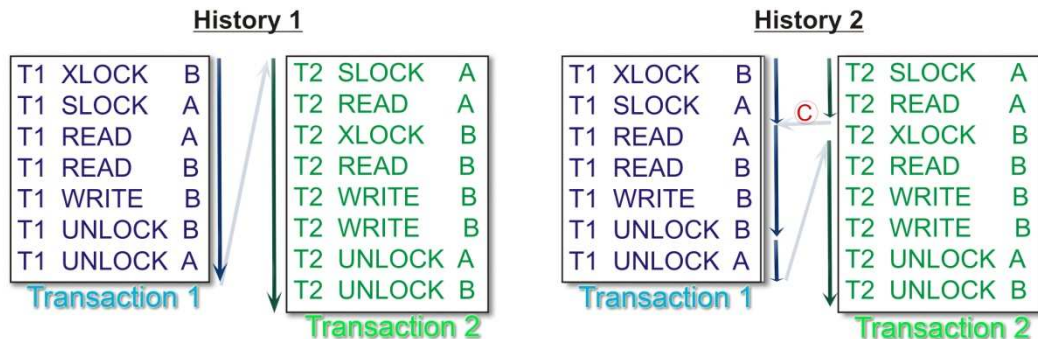 History 1
T1 XLOCK B
T1 SLOCK A
T1 READ A
T1 READ B
T1 WRITE B
T1 UNLOCK B
T1 UNLOCK A
Transaction 1
T2 SLOCK A
T2 READ A
T2 XLOCK B
T2 READ B
T2 WRITE B
T2 WRITE B
T2 UNLOCK A
T2 UNLOCK B
Transaction 2
History 2
T1 XLOCK B
T1 SLOCK A
T1 READ A
T1 READ B
T1 WRITE B
T1 UNLOCK B
T1 UNLOCK A
Transaction 1
C
T2 SLOCK A
T2 READ A
T2 XLOCK B
T2 READ B
T2 WRITE B
T2 WRITE B
T2 UNLOCK A
T2 UNLOCK B
Transaction 2